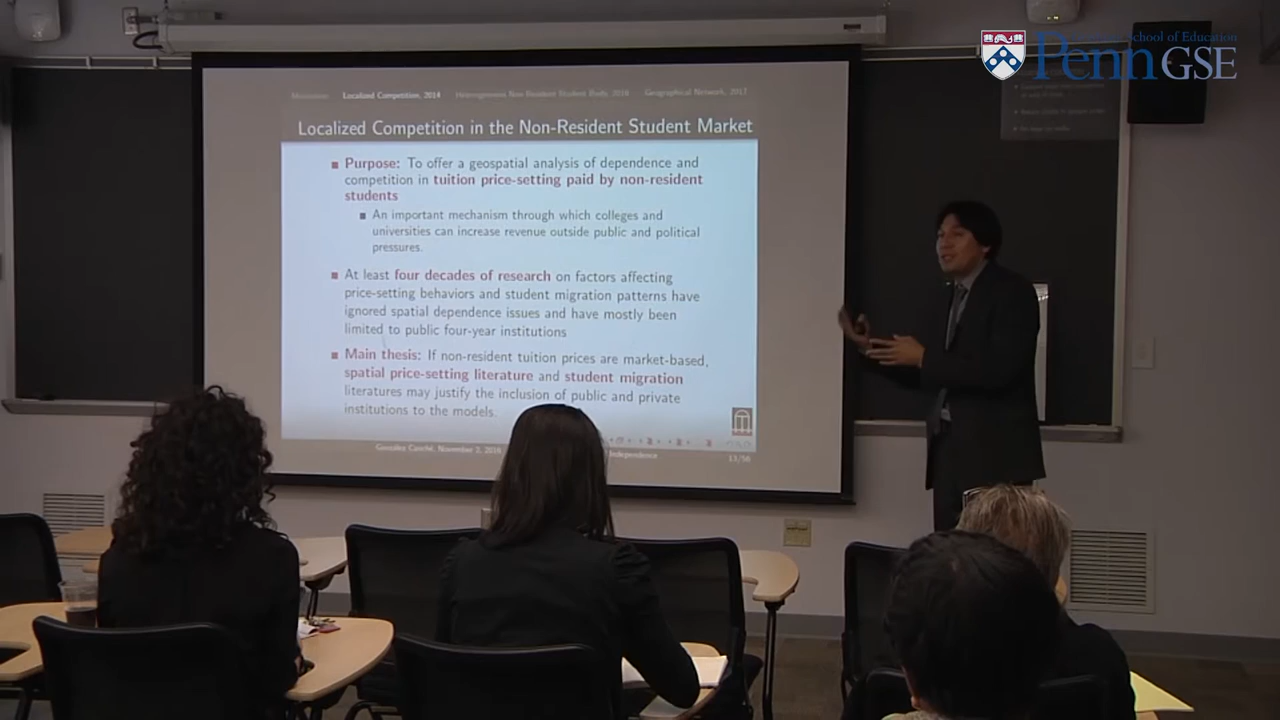 School of Education
Penn GSE
Localized Competition, 2014 Heterogeneous Non-Resident Student Body, 2016 Geographical Network, 2017
Localized Competition in the Non-Resident Student Market
Purpose: To offer a geospatial analysis of dependence and
competition in tuition price-setting paid by non-resident
students
An important mechanism through which colleges and
universities can increase revenue outside public and political
pressures.
At least four decades of research on factors affecting
price-setting behaviors and student migration patterns have
ignored spatial dependence issues and have mostly been
limited to public four-year institutions
Main thesis: If non-resident tuition prices are market-based,
spatial price-setting literature and student migration
literatures may justify the inclusion of public and private
institutions to the models.
González Canché, November 3, 2016 Independence 13/56